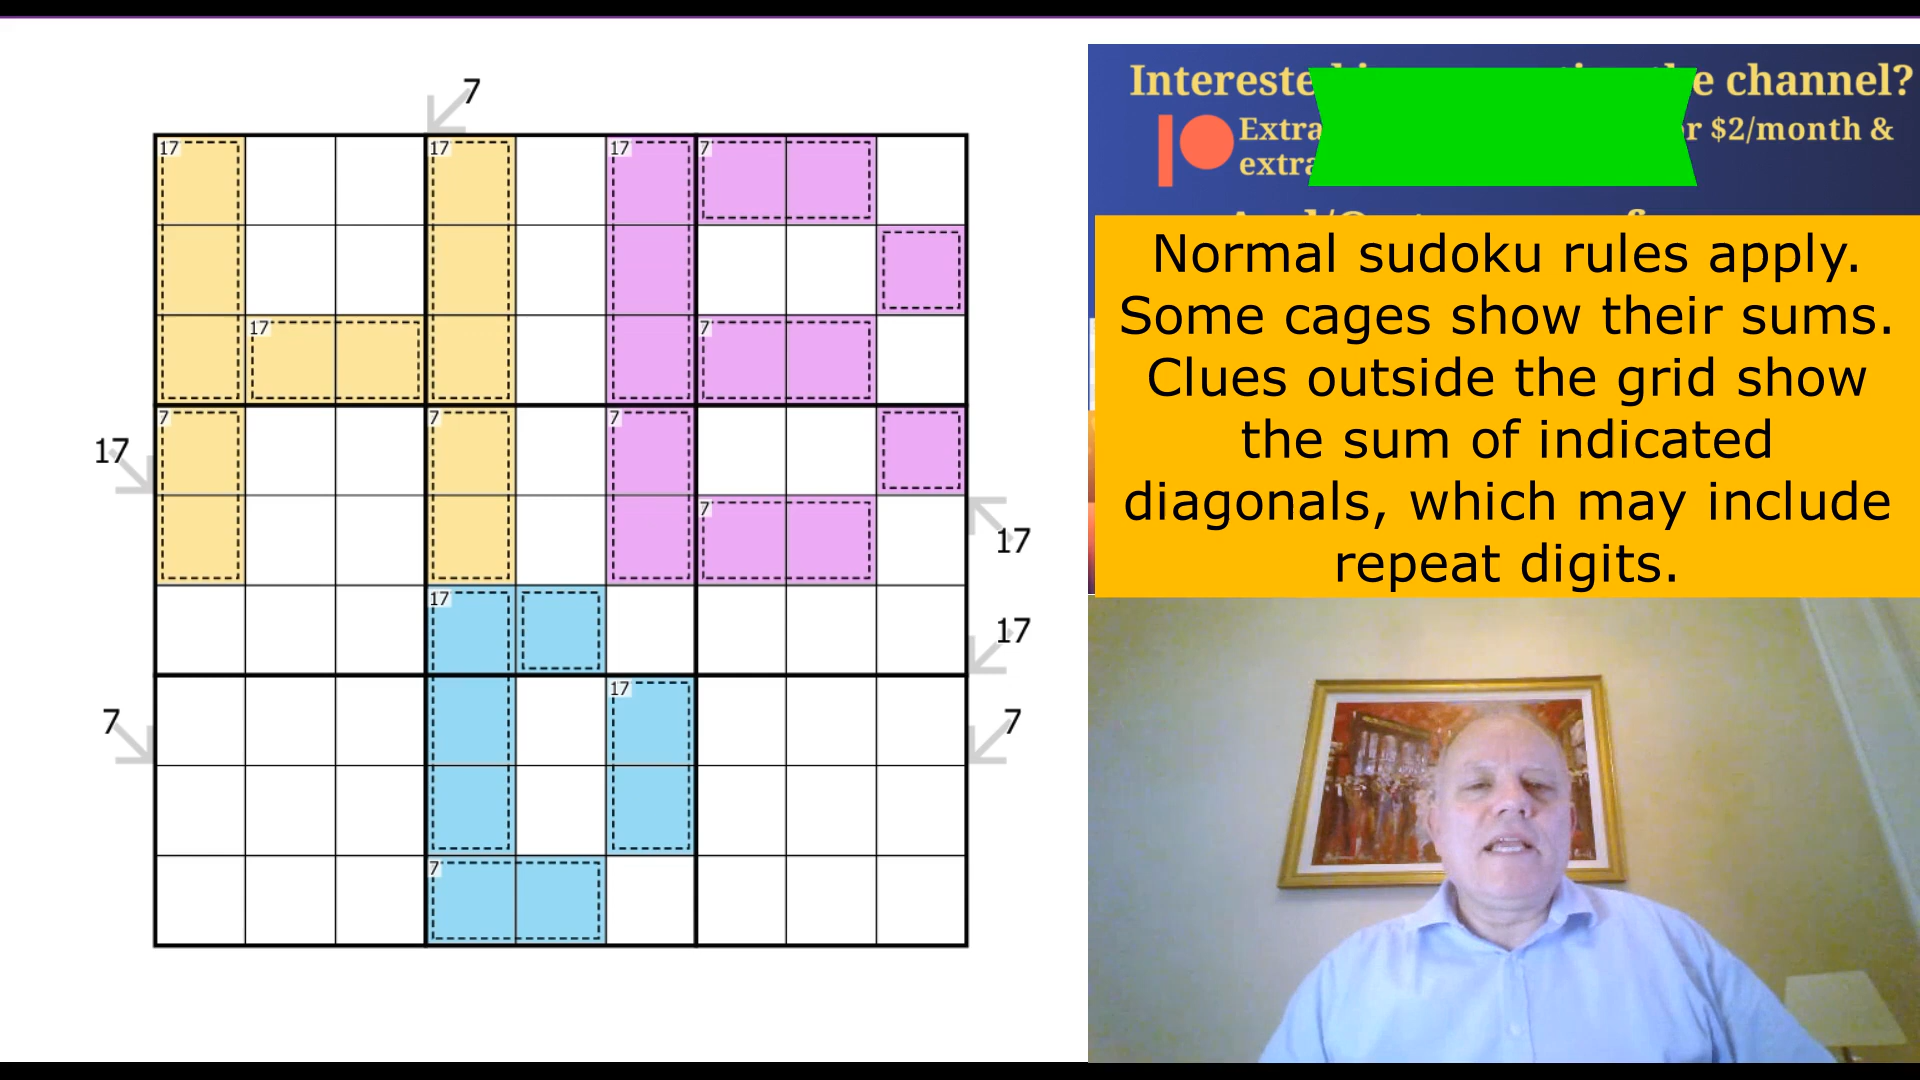 7
17 17 17 7
17 7
7 7 7
17
7
17
17
17
17
7
7
7
Intereste e channel?
Extra r $2/month &
extra
Normal sudoku rules apply.
Some cages show their sums.
Clues outside the grid show
the sum of indicated
diagonals, which may include
repeat digits.